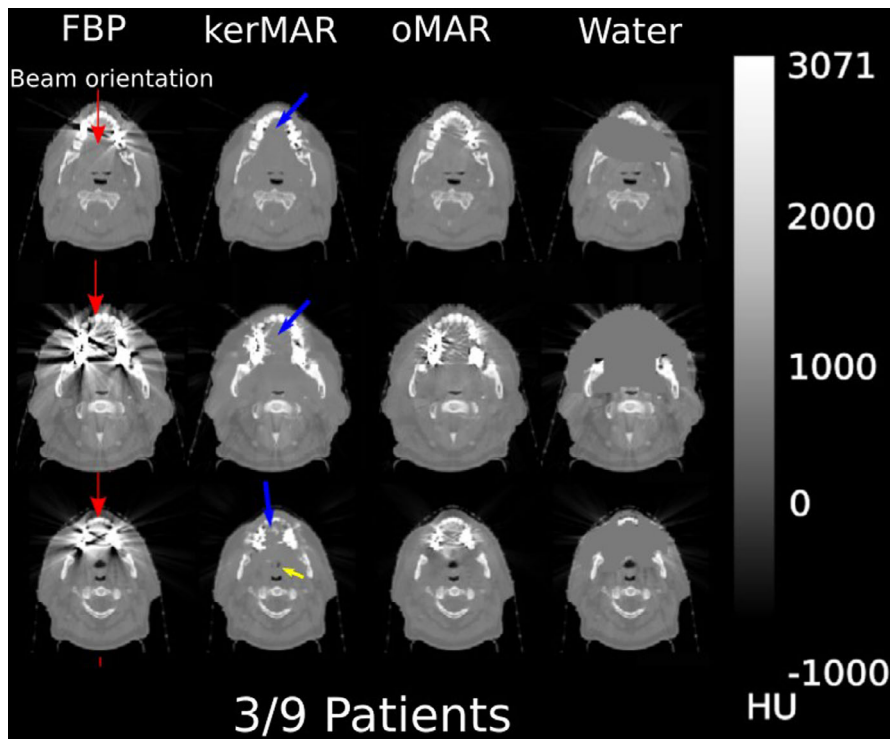 FBP kerMAR oMAR Water
Beam orientation
3071
2000
1000
0
-1000
HU
3/9 Patients